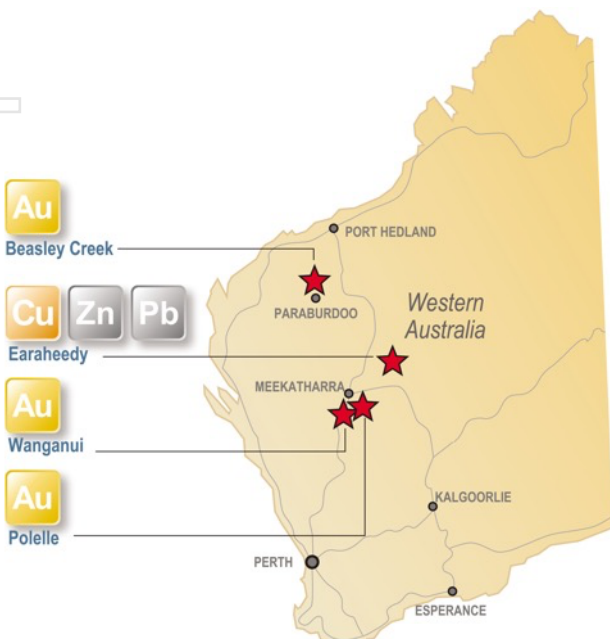 Au
Beasley Creek
PORT HEDLAND
PARABURDOO
Western
Australia
Cu Zn Pb
Earaheedy
MEEKATHARRA
Au
Wanganui
Au
Polelle
KALGOORLIE
PERTH
ESPERANCE